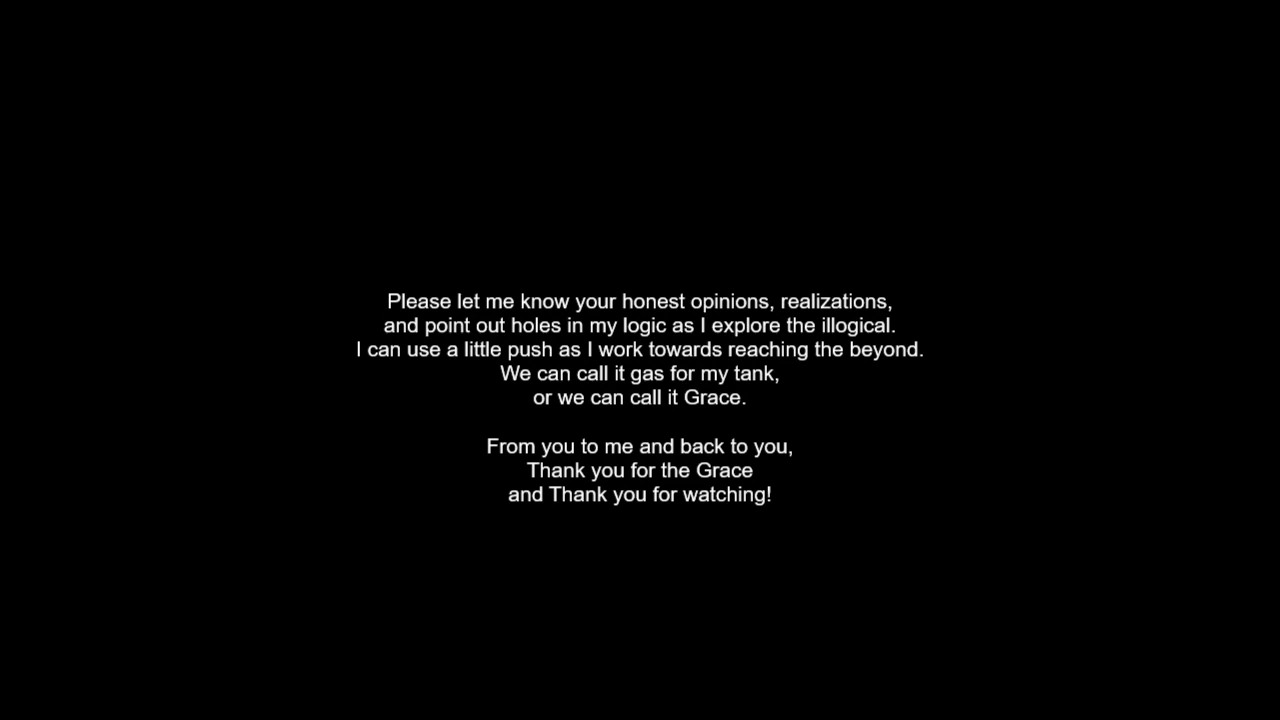 Please let me know your honest opinions, realizations,
and point out holes in my logic as I explore the illogical.
I can use a little push as I work towards reaching the beyond.
We can call it gas for my tank,
or we can call it Grace.
From you to me and back to you,
Thank you for the Grace
and Thank you for watching!